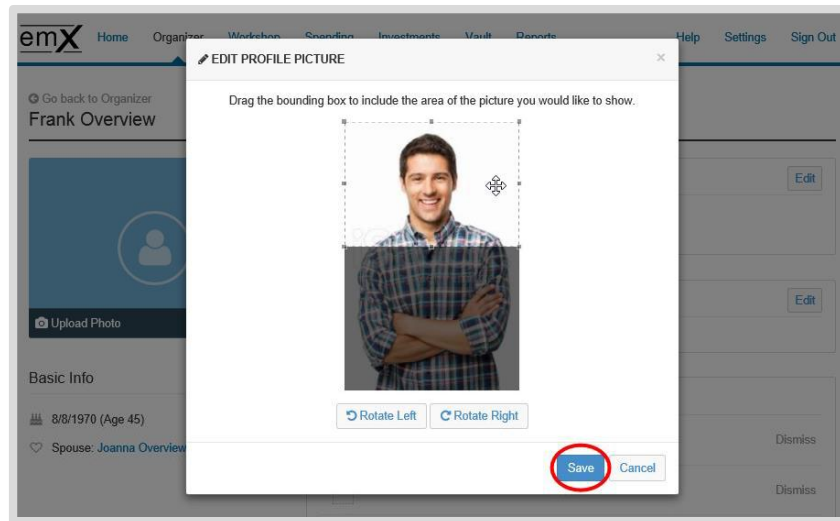 emX Home Organizer Workshop Spending Investments Vault Reports Help Settings Sign Out
EDIT PROFILE PICTURE ×
Go back to Organizer
Frank Overview
Drag the bounding box to include the area of the picture you would like to show.
Edit
Edit
Upload Photo
Basic Info
8/8/1970 (Age 45)
Spouse: Joanna Overview
Rotate Left Rotate Right
Dismiss
Save Cancel
Dismiss